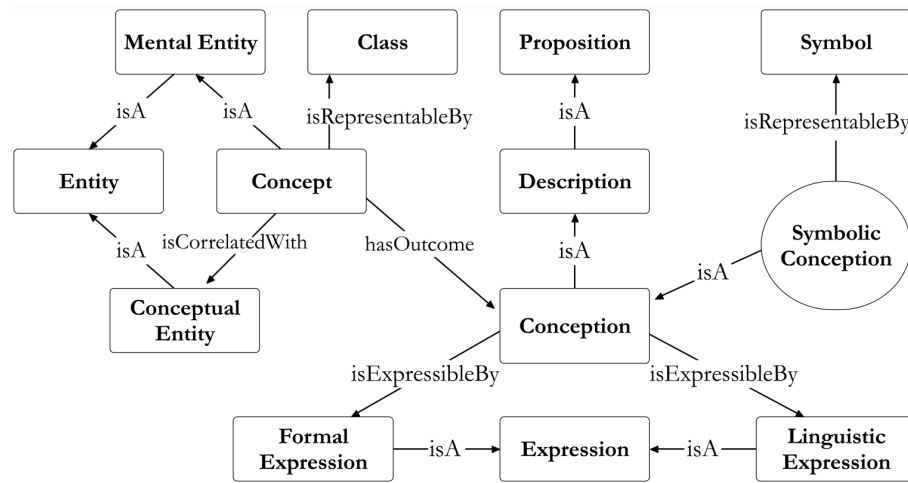 Mental Entity
Class
Proposition
Symbol
isA
isA
isRepresentableBy
isA
isRepresentableBy
Entity
Concept
Description
Symbolic
Conception
isA
isCorrelatedWith
hasOutcome
isA
isA
Conceptual
Entity
Conception
isExpressibleBy
isExpressibleBy
Formal
Expression
isA
Expression
isA
Linguistic
Expression